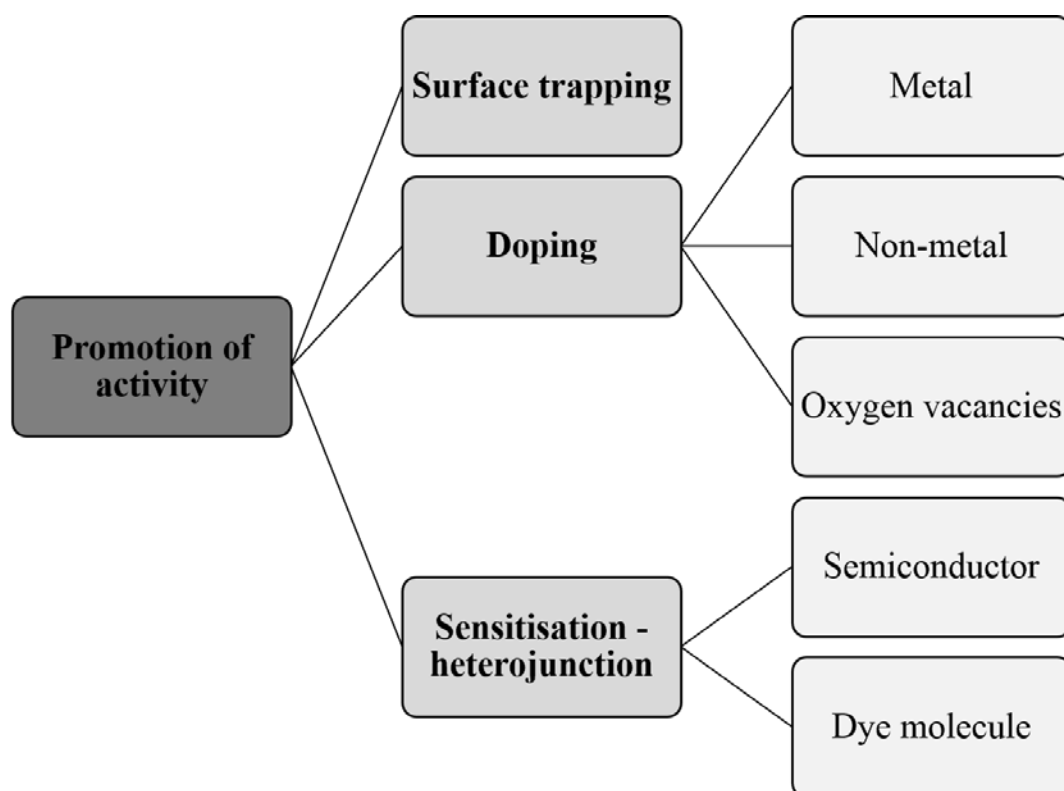 Promotion of
activity
Surface trapping
Doping
Sensitisation -
heterojunction
Metal
Non-metal
Oxygen vacancies
Semiconductor
Dye molecule